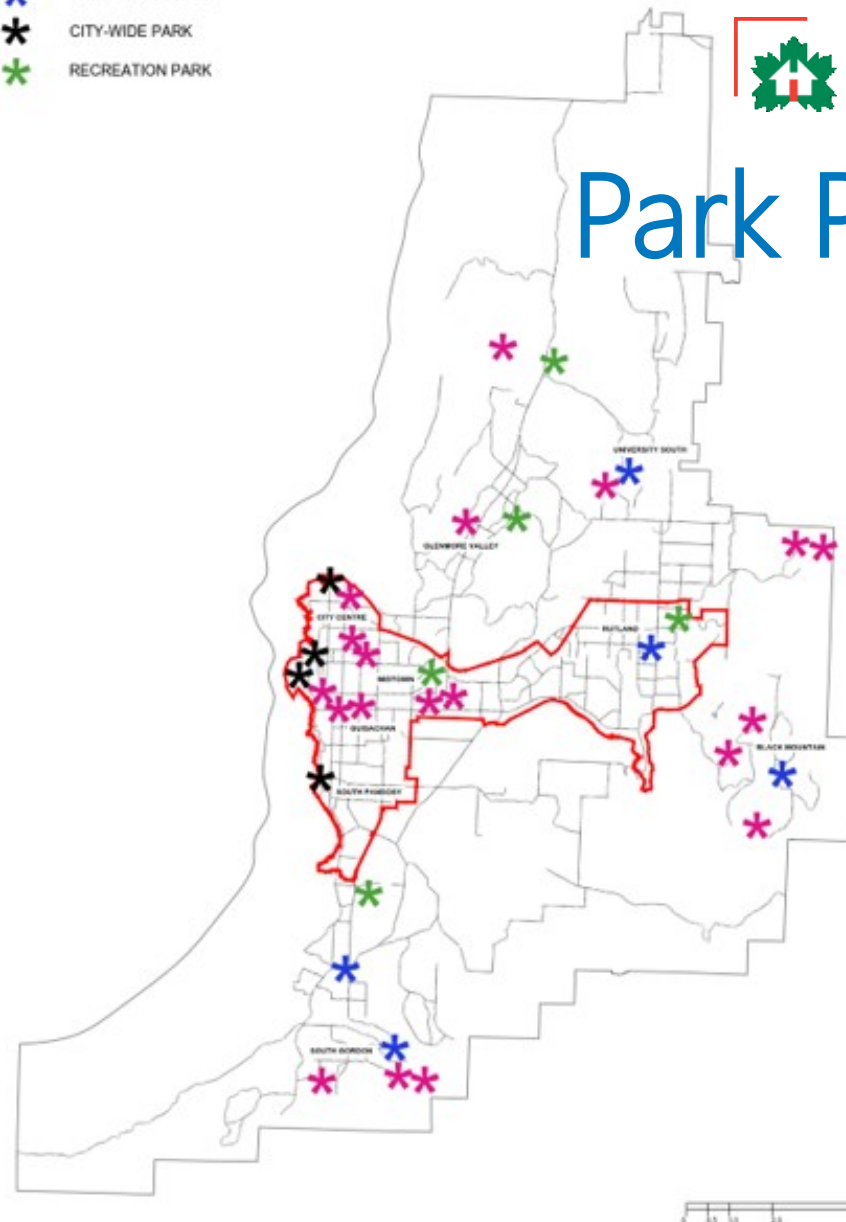 CITY-WIDE PARK
RECREATION PARK
Park P
UNIVERSITY SOUTH
GLENMORE VALLEY
CITY CENTRE
RUTLAND
MIDTOWN
GUISACHAN
BLACK MOUNTAIN
SOUTH PANDOSY
SOUTH GORDON